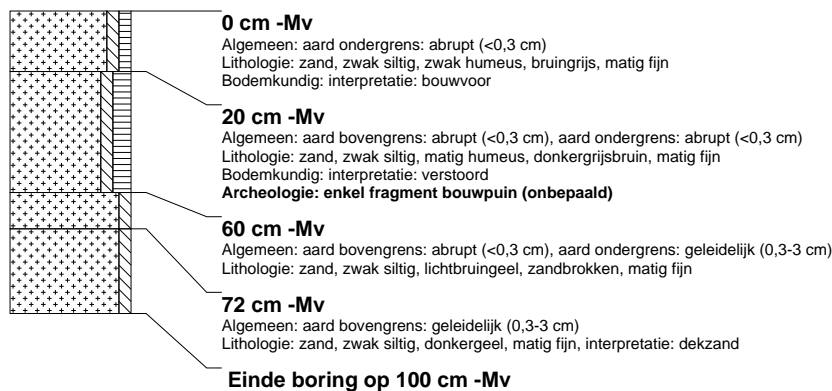 0 cm -Mv
Algemeen: aard ondergrens: abrupt (<0,3 cm)
Lithologie: zand, zwak siltig, zwak humeus, bruingrijs, matig fijn
Bodemkundig: interpretatie: bouwvoor
20 cm -Mv
Algemeen: aard bovengrens: abrupt (<0,3 cm), aard ondergrens: abrupt (<0,3 cm)
Lithologie: zand, zwak siltig, matig humeus, donkergrijsbruin, matig fijn
Bodemkundig: interpretatie: verstoord
Archeologie: enkel fragment bouwpuin (onbepaald)
60 cm -Mv
Algemeen: aard bovengrens: abrupt (<0,3 cm), aard ondergrens: geleidelijk (0,3-3 cm)
Lithologie: zand, zwak siltig, lichtbruingeel, zandbrokken, matig fijn
72 cm -Mv
Algemeen: aard bovengrens: geleidelijk (0,3-3 cm)
Lithologie: zand, zwak siltig, donkergeel, matig fijn, interpretatie: dekzand
Einde boring op 100 cm -Mv